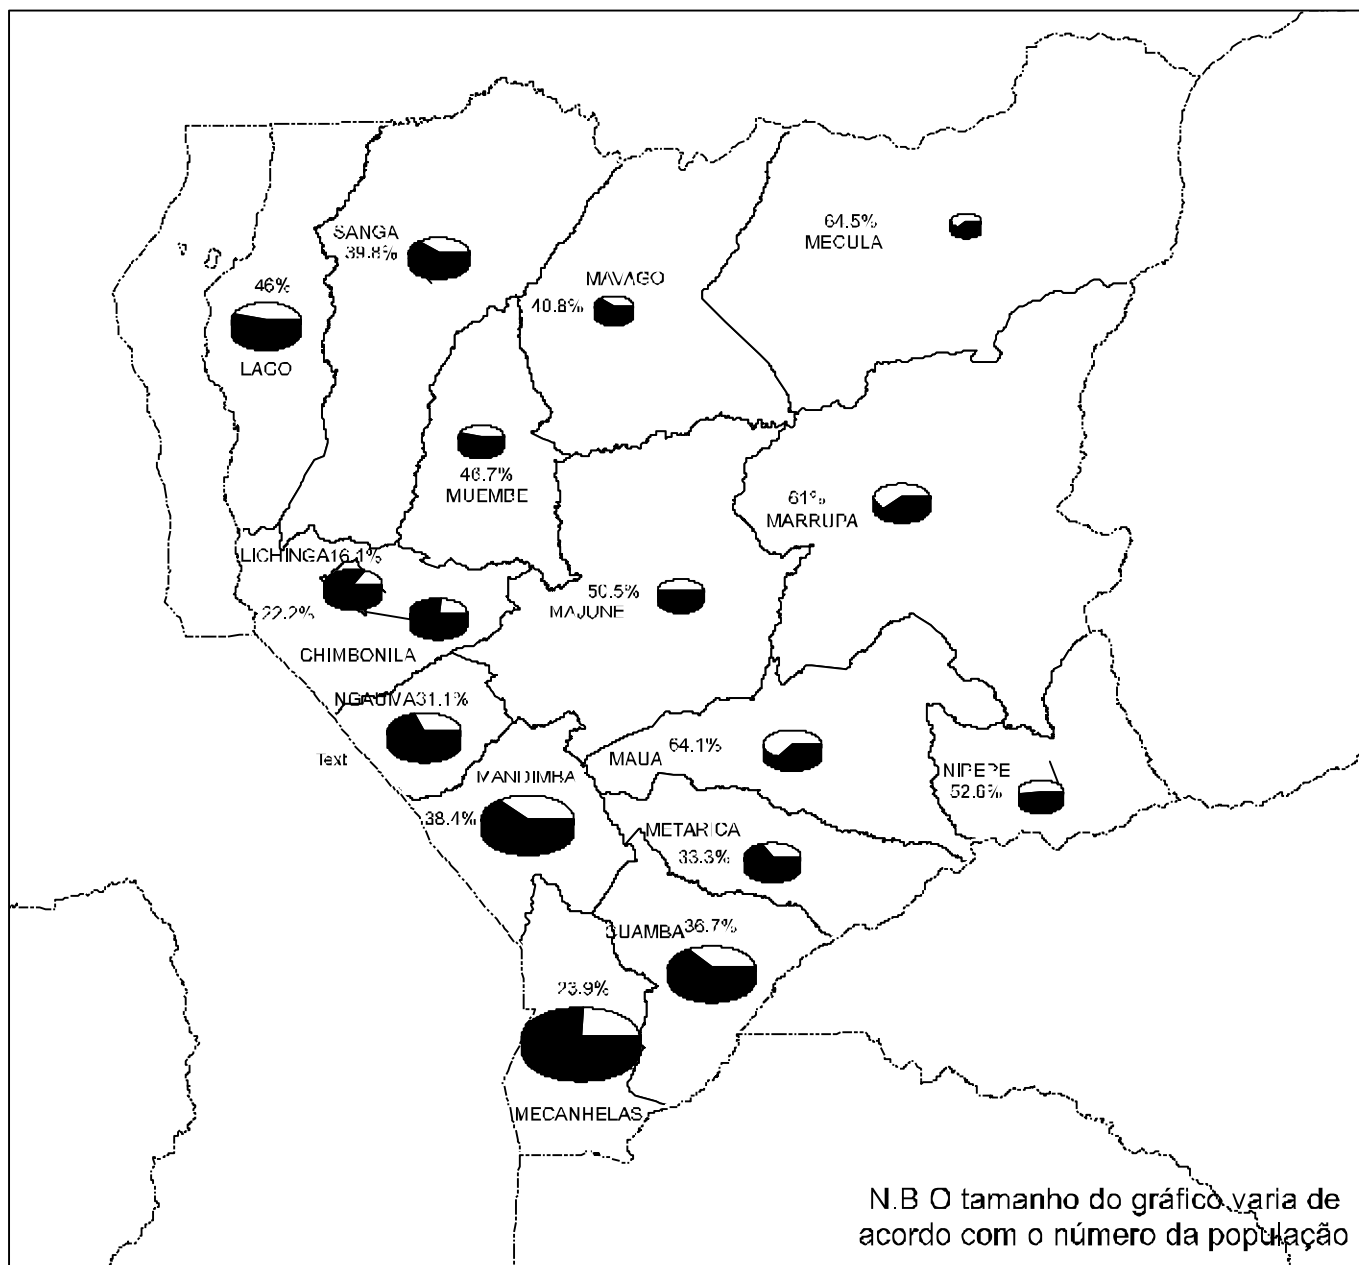 64.5%
MECULA
SANGA
39.8%
MAVAGO
40.8%
46%
LAGO
46.7%
MUEMBE
61%
MARRUPA
LICHINGA16.1%
22.2%
CHIMBONILA
50.5%
MAJUNE
NGAUMA31.1%
Text
MAUA
64.1%
NIPEPE
52.6%
MANDIMBA
38.4%
METARICA
33.3%
CUAMBA36.7%
23.9%
MECANHELAS
N.B O tamanho do gráfico varia de
acordo com o número da população